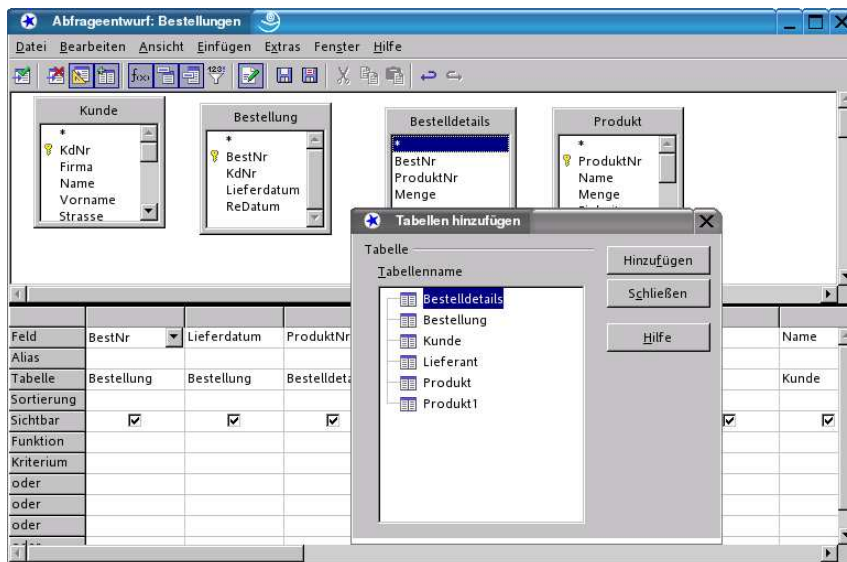 Abfrageentwurf: Bestellungen
Datei Bearbeiten Ansicht Einfügen Extras Fenster Hilfe
f(x) 123!
Kunde
*
KdNr
Firma
Name
Vorname
Strasse
Bestellung
*
BestNr
KdNr
Lieferdatum
ReDatum
Bestelldetails
*
BestNr
ProduktNr
Menge
Produkt
*
ProduktNr
Name
Menge
Tabellen hinzufügen
Tabelle
Tabellenname
Bestelldetails
Bestellung
Kunde
Lieferant
Produkt
Produkt1
Hinzufügen
Schließen
Hilfe
Feld BestNr Lieferdatum ProduktNr Name
Alias
Tabelle Bestellung Bestellung Bestelldeta Kunde
Sortierung
Sichtbar
Funktion
Kriterium
oder
oder
oder